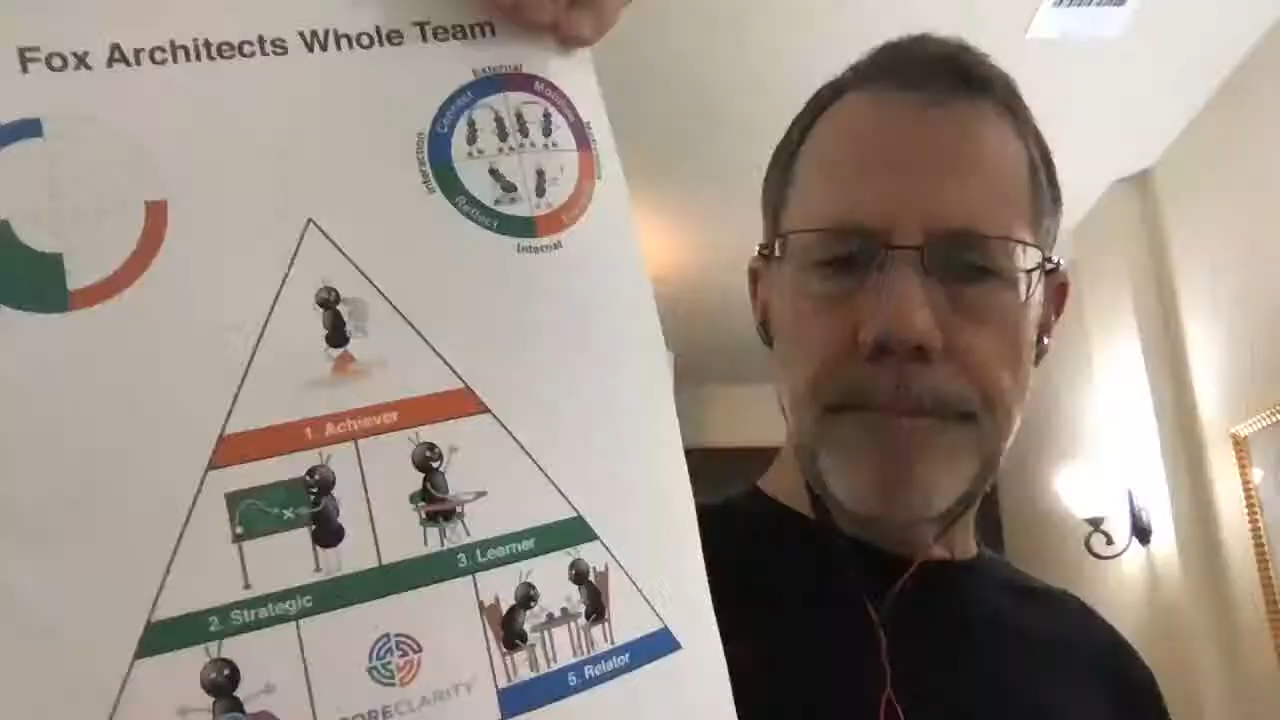 Fox Architects Whole Team
External
Connect
Mobilize
Interaction
Reflect
Internal
1. Achiever
3. Learner
2. Strategic
5. Relator
CORECLARITY